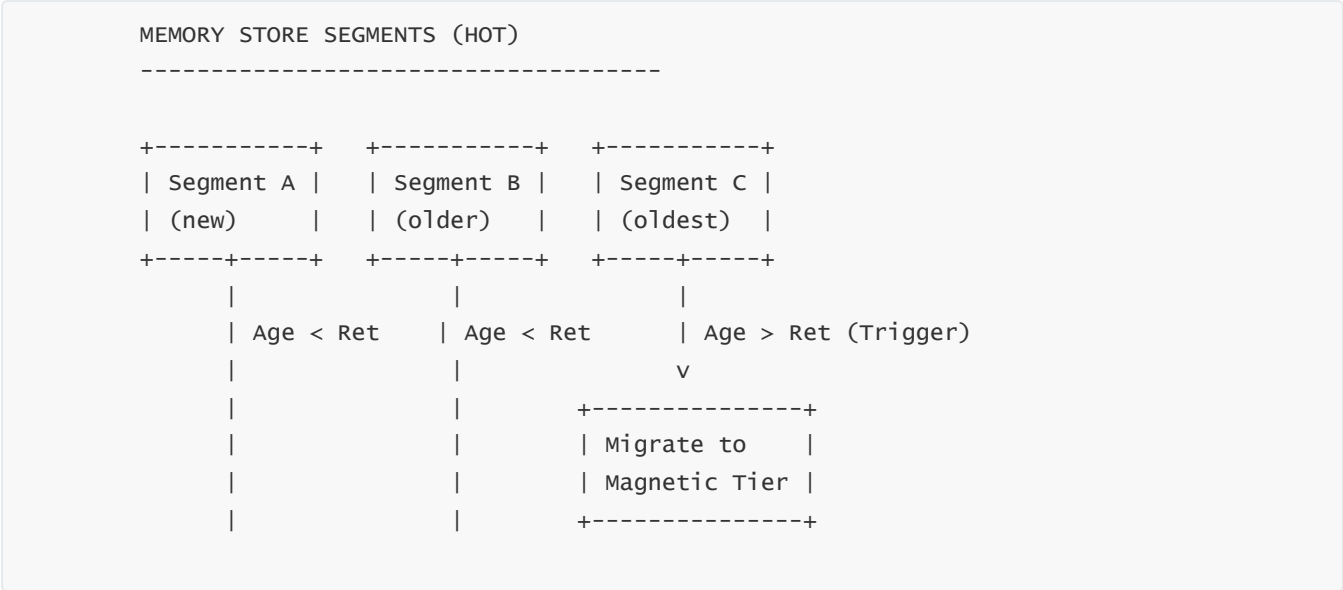 MEMORY STORE SEGMENTS (HOT)
-------------------------------------
+-----------+   +-----------+   +-----------+
| Segment A |   | Segment B |   | Segment C |
| (new)     |   | (older)   |   | (oldest)  |
+-----+-----+   +-----+-----+   +-----+-----+
      |               |               |
      | Age < Ret    | Age < Ret      | Age > Ret (Trigger)
      |               |               v
      |               |        +---------------+
      |               |        | Migrate to    |
      |               |        | Magnetic Tier |
      |               |        +---------------+